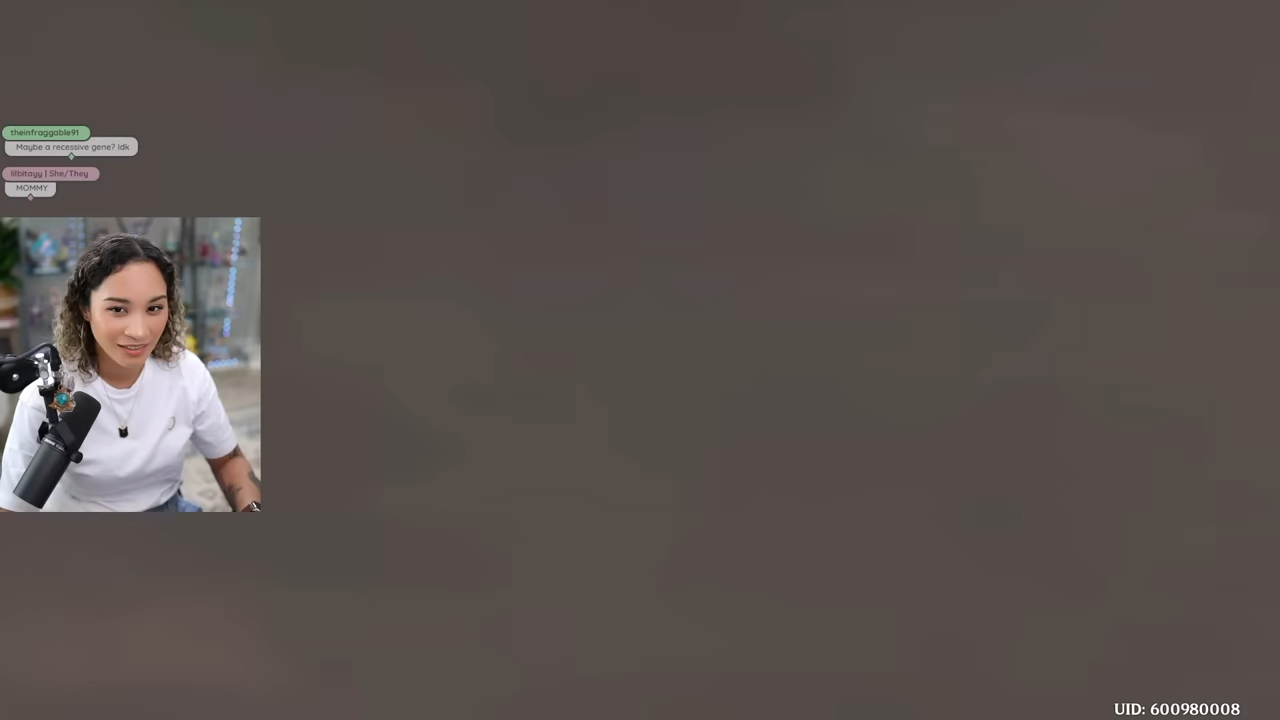 theinfraggable91
Maybe a recessive gene? Idk
lilbitayy | She/They
MOMMY
UID: 600980008